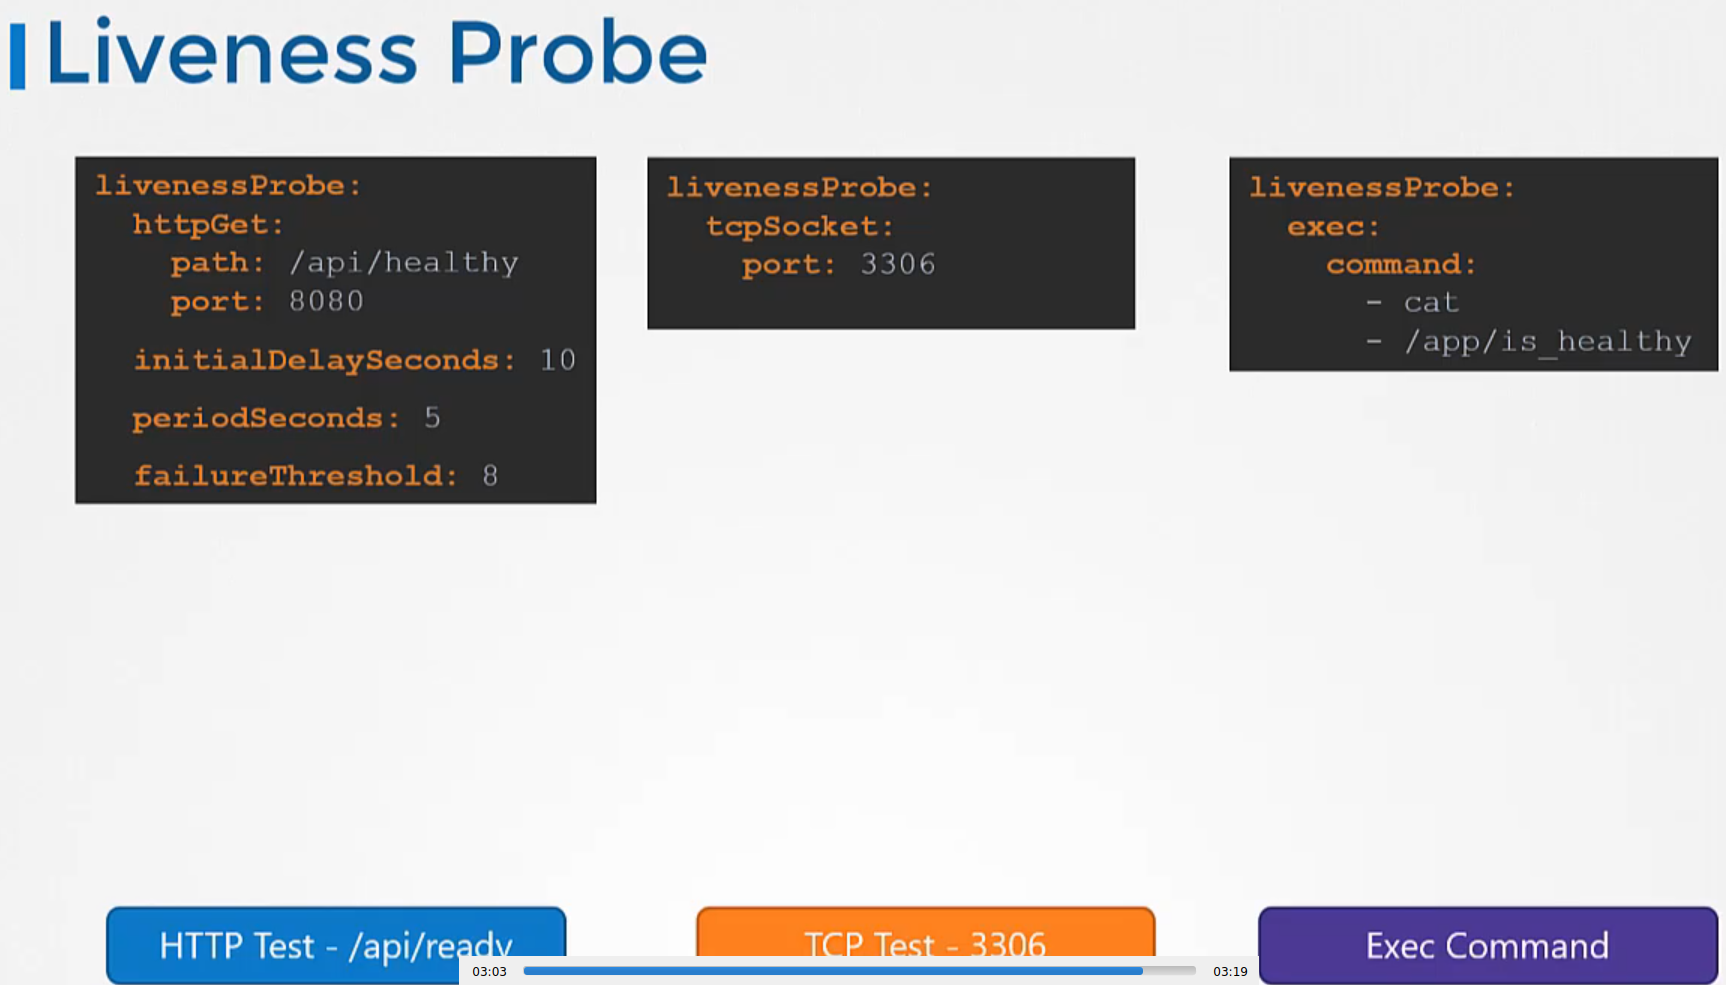 Liveness Probe
livenessProbe:
  httpGet:
    path: /api/healthy
    port: 8080
  initialDelaySeconds: 10
  periodSeconds: 5
  failureThreshold: 8
livenessProbe:
  tcpSocket:
    port: 3306
livenessProbe:
  exec:
    command:
      - cat
      - /app/is_healthy
HTTP Test - /api/ready
TCP Test - 3306
Exec Command
03:03
03:19